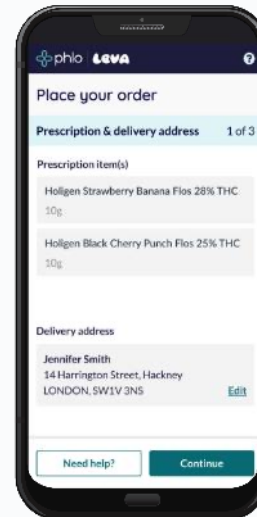 phlo LEVA ?
Place your order
Prescription & delivery address 1 of 3
Prescription item(s)
Holigen Strawberry Banana Flos 28% THC
10g
Holigen Black Cherry Punch Flos 25% THC
10g
Delivery address
Jennifer Smith
14 Harrington Street, Hackney
LONDON, SW1V 3NS Edit
Need help? Continue